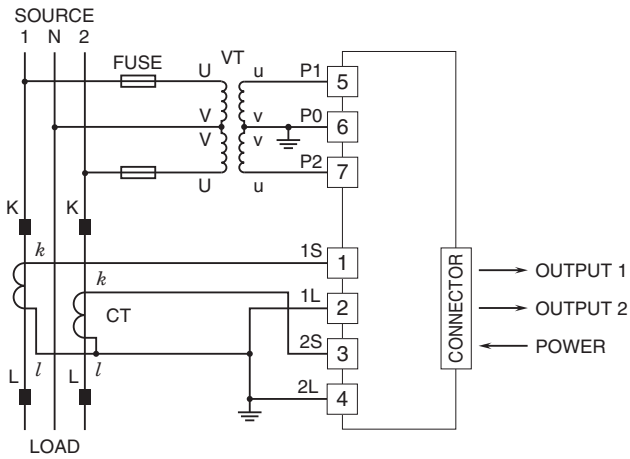 SOURCE
1 N 2
FUSE
VT
U u P1 5
V v P0 6
V v
P2 7
U u
K K
k 1S 1
k
1L 2
CT
2S 3
l l
L L
2L 4
LOAD
CONNECTOR
OUTPUT 1
OUTPUT 2
POWER